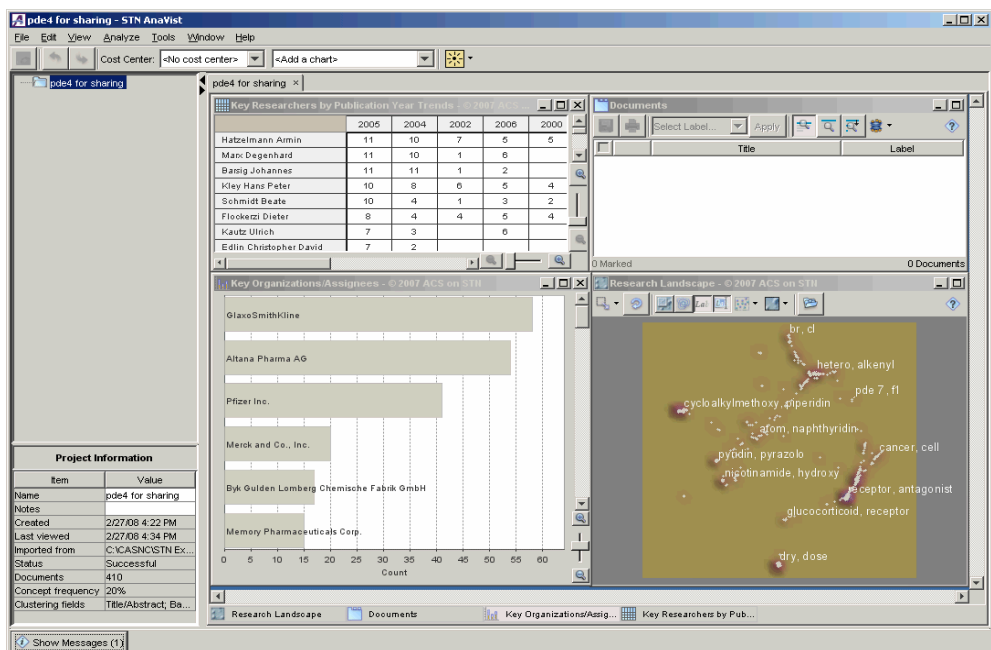 pde4 for sharing - STN AnaVist
File Edit View Analyze Tools Window Help
Cost Center: <No cost center> <Add a chart>
pde4 for sharing
pde4 for sharing ×
Key Researchers by Publication Year Trends - © 2007 ACS
2005 2004 2002 2006 2000
Hatzelmann Armin 11 10 7 5 5
Marx Degenhard 11 10 1 6
Barsig Johannes 11 11 1 2
Kley Hans Peter 10 8 6 5 4
Schmidt Beate 10 4 1 3 2
Flockerzi Dieter 8 4 4 5 4
Kautz Ulrich 7 3 6
Edlin Christopher David 7 2
Documents
Select Label... Apply
Title Label
0 Marked 0 Documents
Key Organizations/Assignees - © 2007 ACS on STN
GlaxoSmithKline
Altana Pharma AG
Pfizer Inc.
Merck and Co., Inc.
Byk Gulden Lomberg Chemische Fabrik GmbH
Memory Pharmaceuticals Corp.
0 5 10 15 20 25 30 35 40 45 50 55 60
Count
Research Landscape - © 2007 ACS on STN
br, cl
hetero, alkenyl
pde 7, f1
cycloalkylmethoxy, piperidin
atom, naphthyridin
cancer, cell
pyridin, pyrazolo
nicotinamide, hydroxy
receptor, antagonist
glucocorticoid, receptor
dry, dose
Project Information
Item Value
Name pde4 for sharing
Notes
Created 2/27/08 4:22 PM
Last viewed 2/27/08 4:34 PM
Imported from C:\CASNC\STN Ex...
Status Successful
Documents 410
Concept frequency 20%
Clustering fields Title/Abstract; Ba...
Research Landscape Documents Key Organizations/Assig... Key Researchers by Pub...
Show Messages (1)